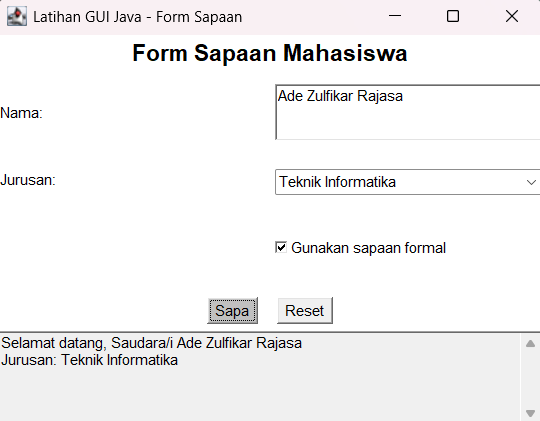 Latihan GUI Java - Form Sapaan
Form Sapaan Mahasiswa
Nama:
Ade Zulfikar Rajasa
Jurusan:
Teknik Informatika
Gunakan sapaan formal
Sapa
Reset
Selamat datang, Saudara/i Ade Zulfikar Rajasa
Jurusan: Teknik Informatika